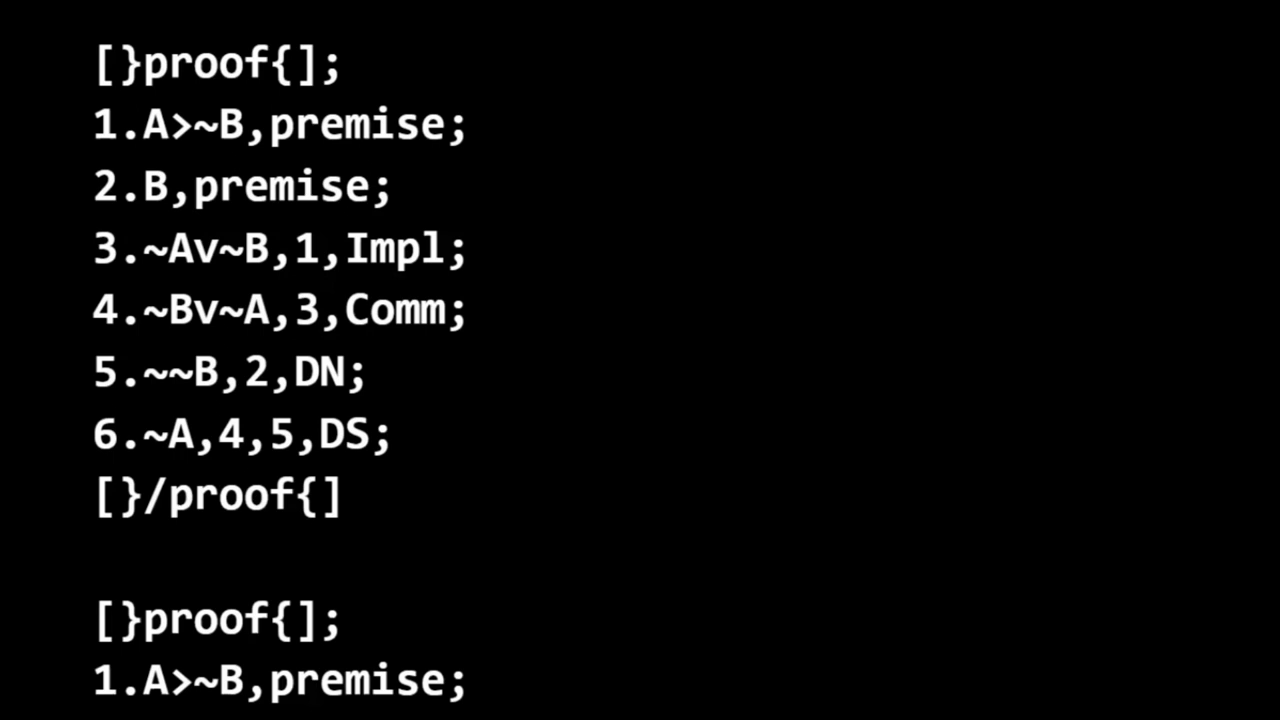 [}proof{];
1.A>~B,premise;
2.B,premise;
3.~Av~B,1,Impl;
4.~Bv~A,3,Comm;
5.~~B,2,DN;
6.~A,4,5,DS;
[}/proof{]
[}proof{];
1.A>~B,premise;